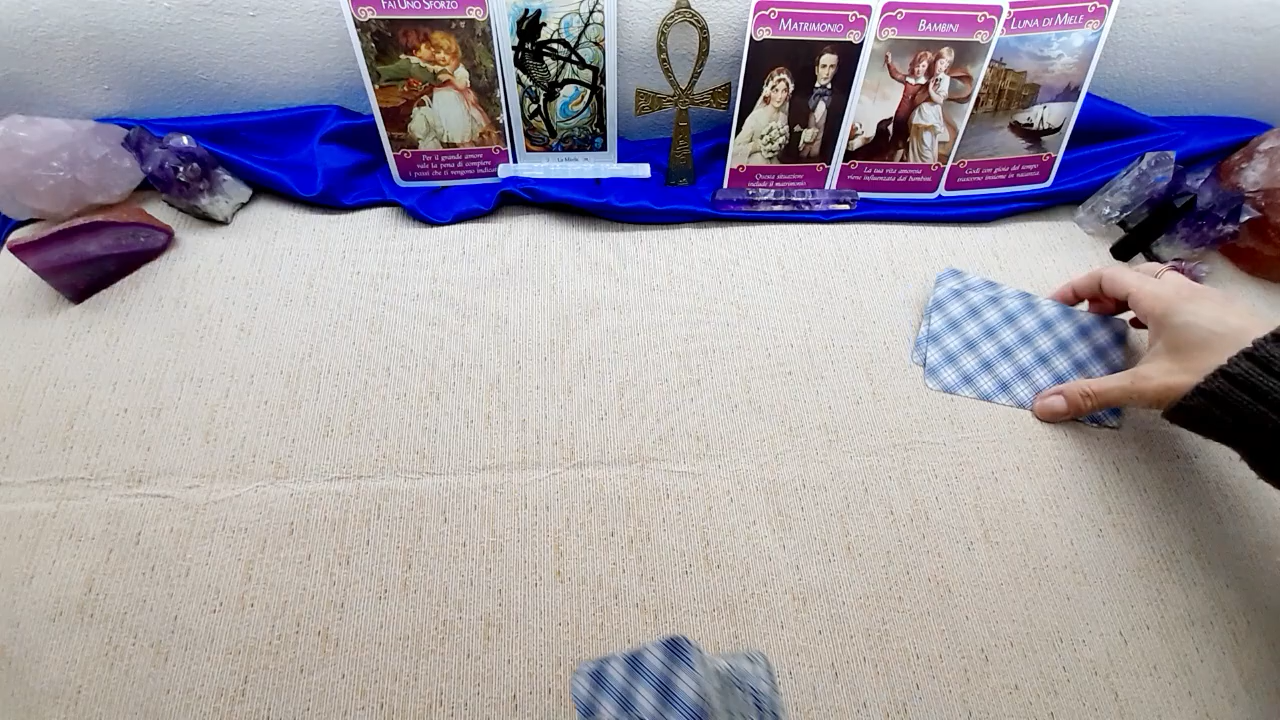 FAI UNO SFORZO
Per il grande amore
vale la pena di compiere
i passi che ti vengono indicati
La Morte
MATRIMONIO
Questa situazione
include il matrimonio
BAMBINI
La tua vita amorosa
viene influenzata dai bambini
LUNA DI MIELE
Godi con gioia del tempo
trascorso insieme in vacanza.